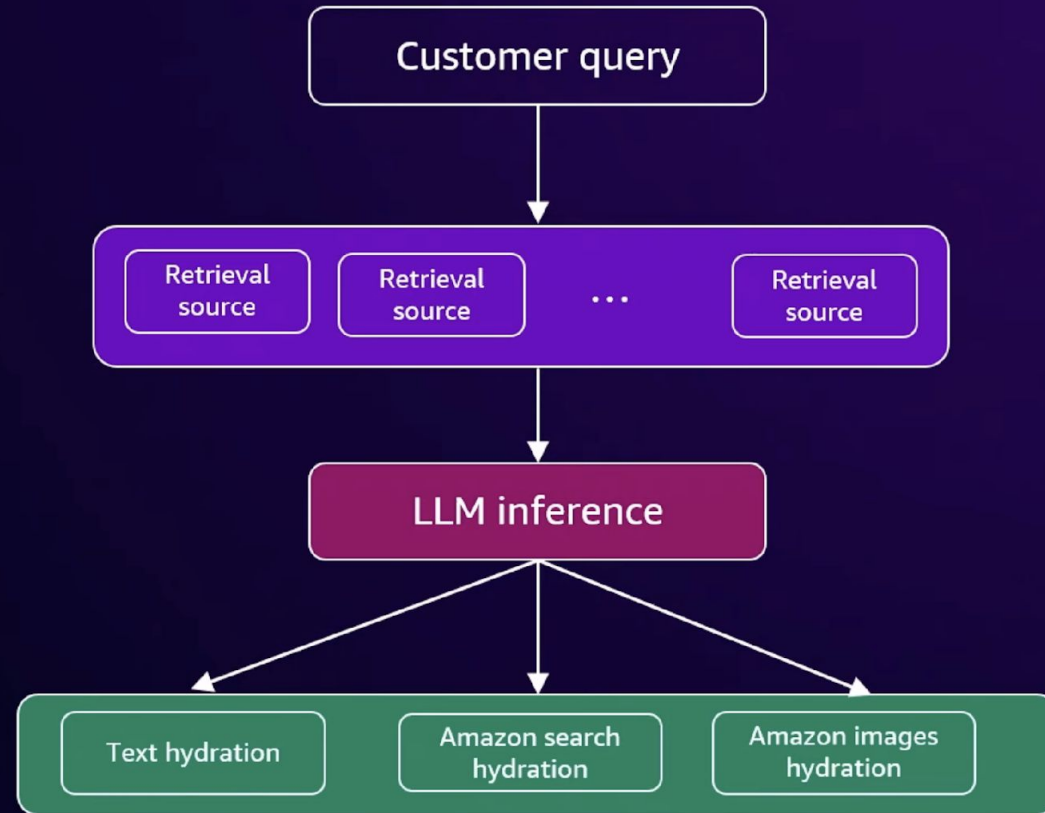 Customer query
Retrieval
source
Retrieval
source
...
Retrieval
source
LLM inference
Text hydration
Amazon search
hydration
Amazon images
hydration